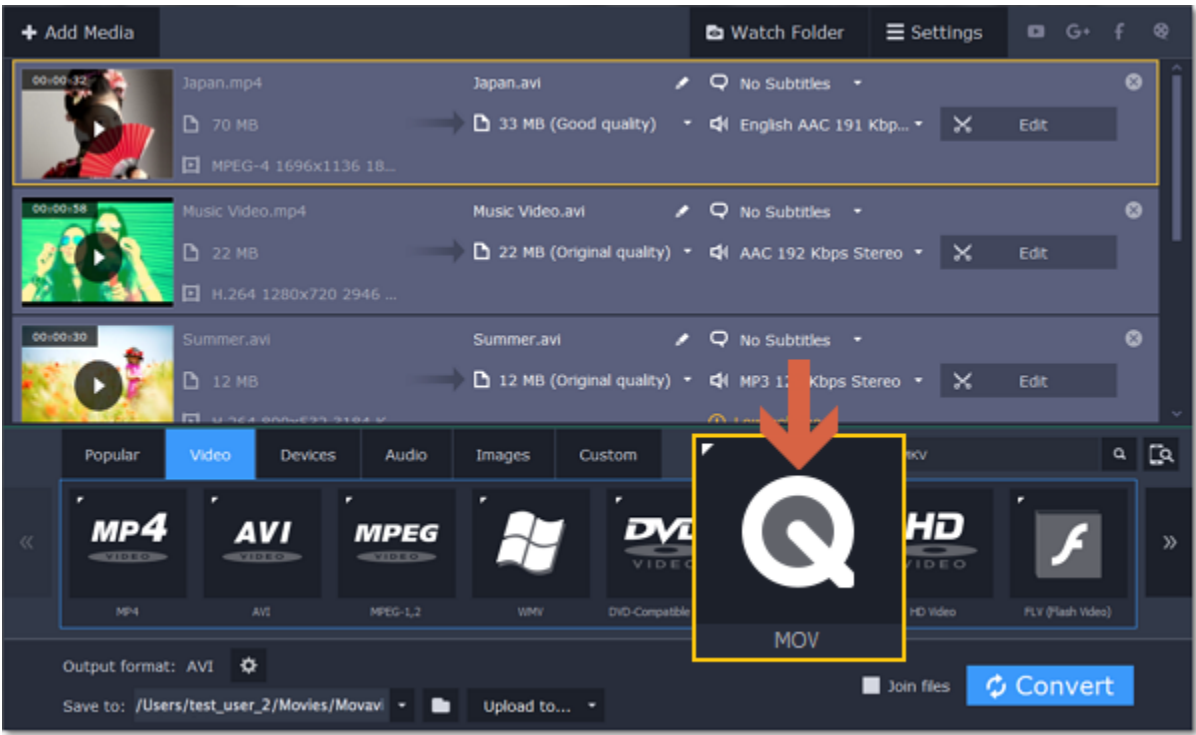 Add Media
Watch Folder
Settings
G+
f
00:00:32
Japan.mp4
Japan.avi
No Subtitles
70 MB
33 MB (Good quality)
English AAC 191 Kbp...
Edit
MPEG-4 1696x1136 18...
00:00:58
Music Video.mp4
Music Video.avi
No Subtitles
22 MB
22 MB (Original quality)
AAC 192 Kbps Stereo
Edit
H.264 1280x720 2946 ...
00:00:30
Summer.avi
Summer.avi
No Subtitles
12 MB
12 MB (Original quality)
MP3 Kbps Stereo
Edit
Popular
Video
Devices
Audio
Images
Custom
MP4
VIDEO
AVI
VIDEO
MPEG
VIDEO
VIDEO
HD
MP4
AVI
MPEG-1,2
WMV
DVD-Compatible
MOV
HD Video
FLV (Flash Video)
Output format: AVI
Save to: /Users/test_user_2/Movies/Movavi
Upload to...
Join files
Convert